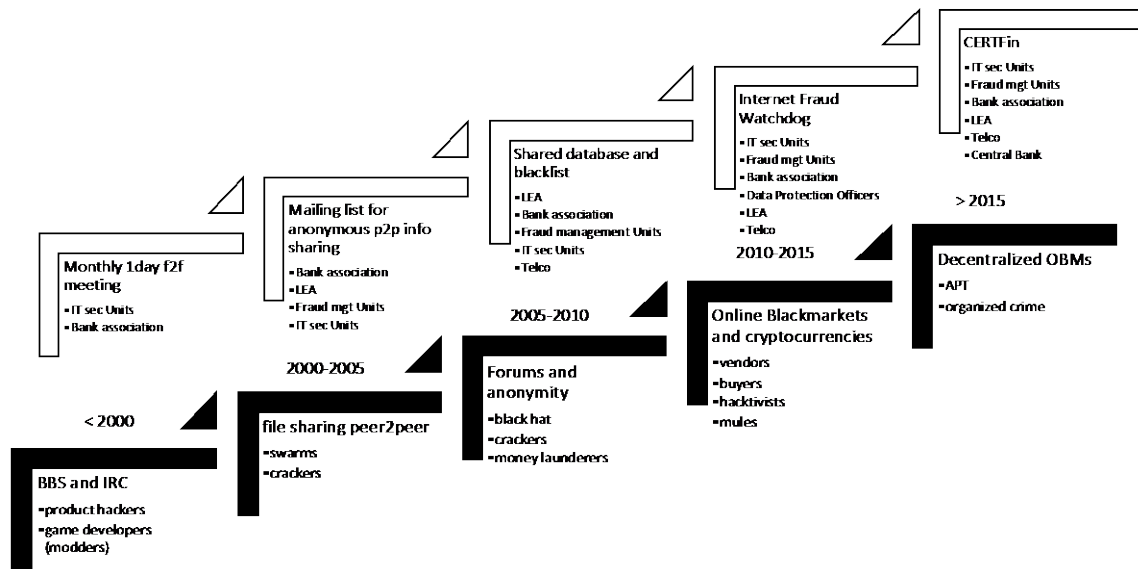 CERTFin
▪IT sec Units
▪Fraud mgt Units
▪Bank association
▪LEA
▪Telco
▪Central Bank
> 2015
Internet Fraud
Watchdog
▪IT sec Units
▪Fraud mgt Units
▪Bank association
▪Data Protection Officers
▪LEA
▪Telco
2010-2015
Shared database and
blacklist
▪LEA
▪Bank association
▪Fraud management Units
▪IT sec Units
▪Telco
2005-2010
Mailing list for
anonymous p2p info
sharing
▪Bank association
▪LEA
▪Fraud mgt Units
▪IT sec Units
2000-2005
Monthly 1day f2f
meeting
▪IT sec Units
▪Bank association
< 2000
Decentralized OBMs
▪APT
▪organized crime
Online Blackmarkets
and cryptocurrencies
▪vendors
▪buyers
▪hacktivists
▪mules
Forums and
anonymity
▪black hat
▪crackers
▪money launderers
file sharing peer2peer
▪swarms
▪crackers
BBS and IRC
▪product hackers
▪game developers
(modders)